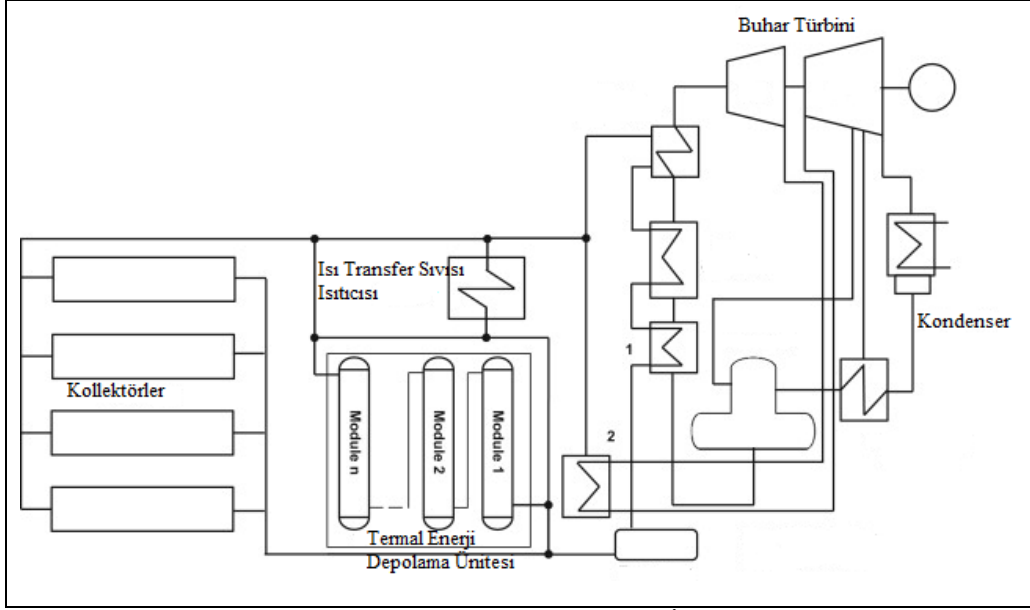 Buhar Türbini
Isı Transfer Sıvısı
Isıtıcısı
Kondenser
1
Kollektörler
Module n
Module 2
Module 1
2
Termal Enerji
Depolama Ünitesi